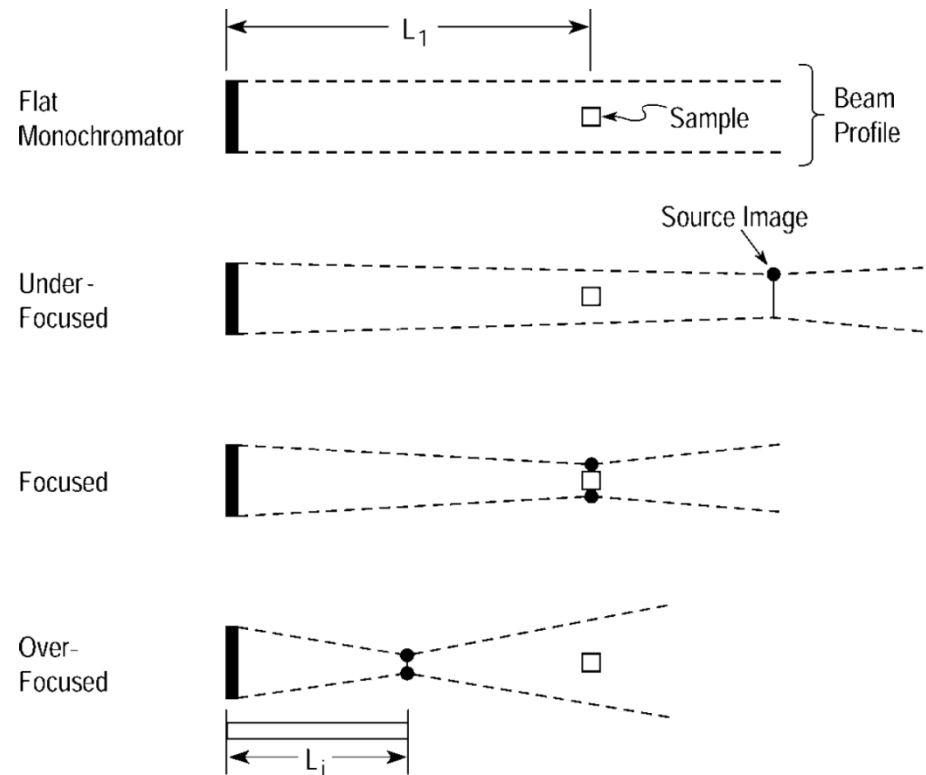 L₁
Flat
Monochromator
Sample
Beam
Profile
Source Image
Under-
Focused
Focused
Over-
Focused
Lᵢ